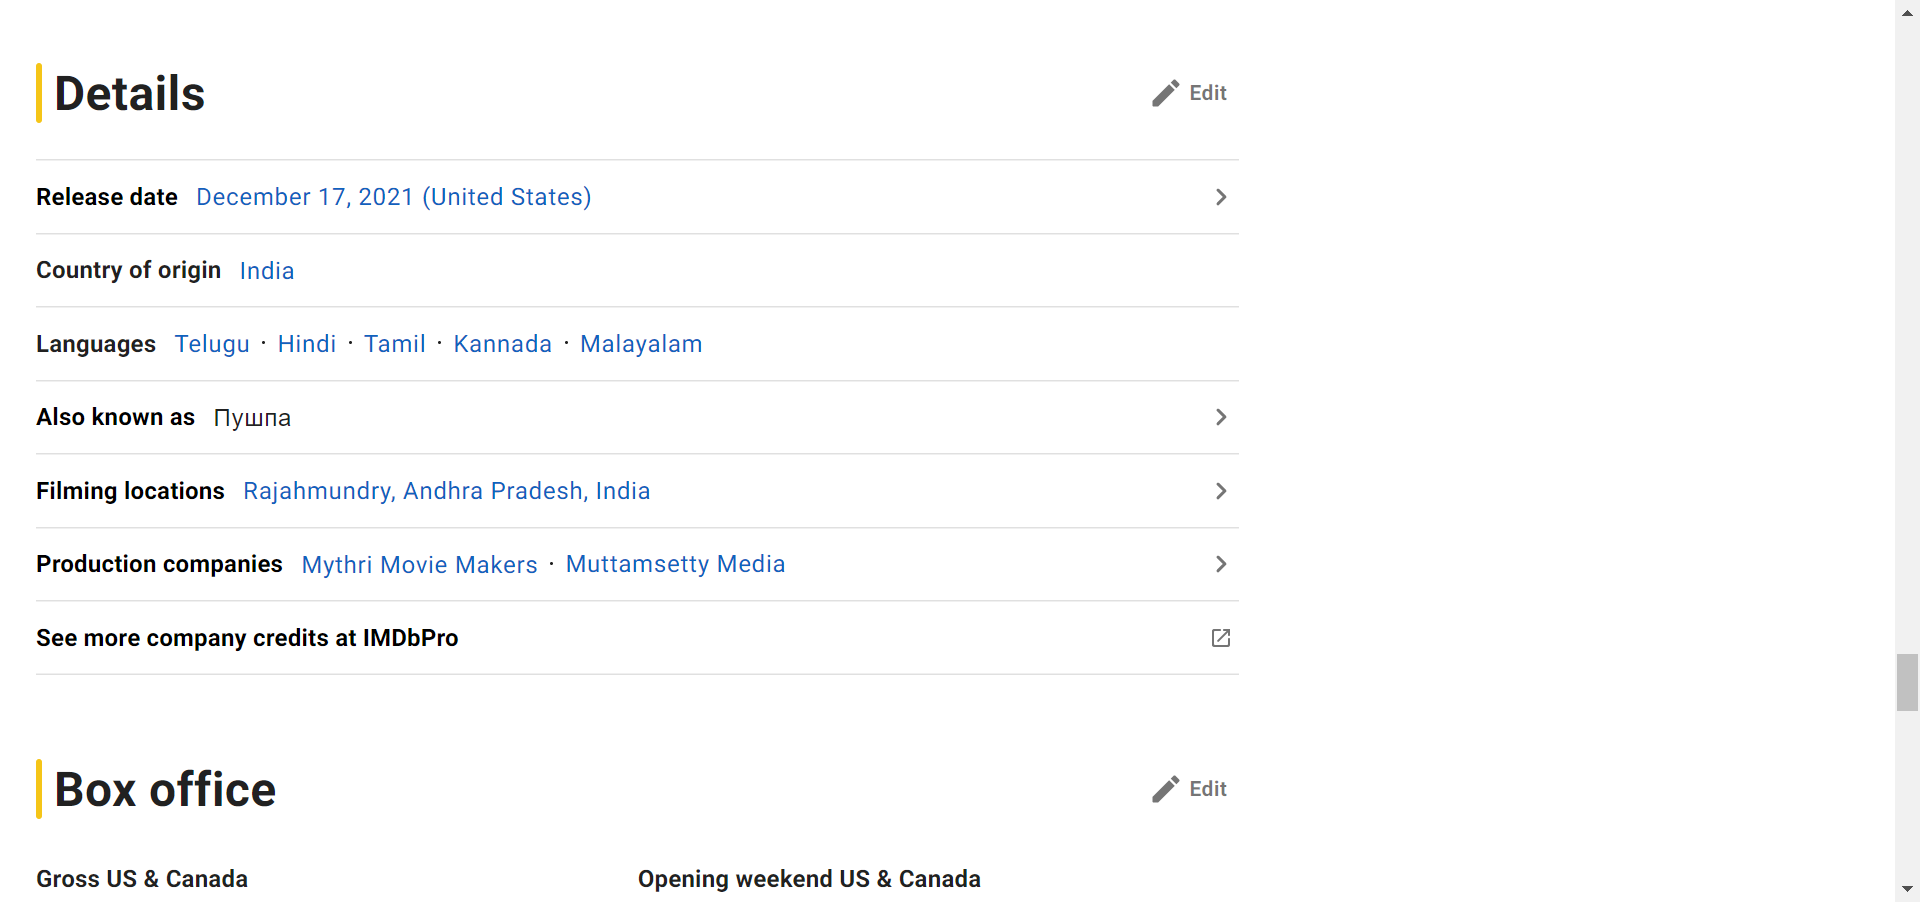 Details
Edit
Release date December 17, 2021 (United States)
Country of origin India
Languages Telugu · Hindi · Tamil · Kannada · Malayalam
Also known as Пушпа
Filming locations Rajahmundry, Andhra Pradesh, India
Production companies Mythri Movie Makers · Muttamsetty Media
See more company credits at IMDbPro
Box office
Edit
Gross US & Canada
Opening weekend US & Canada